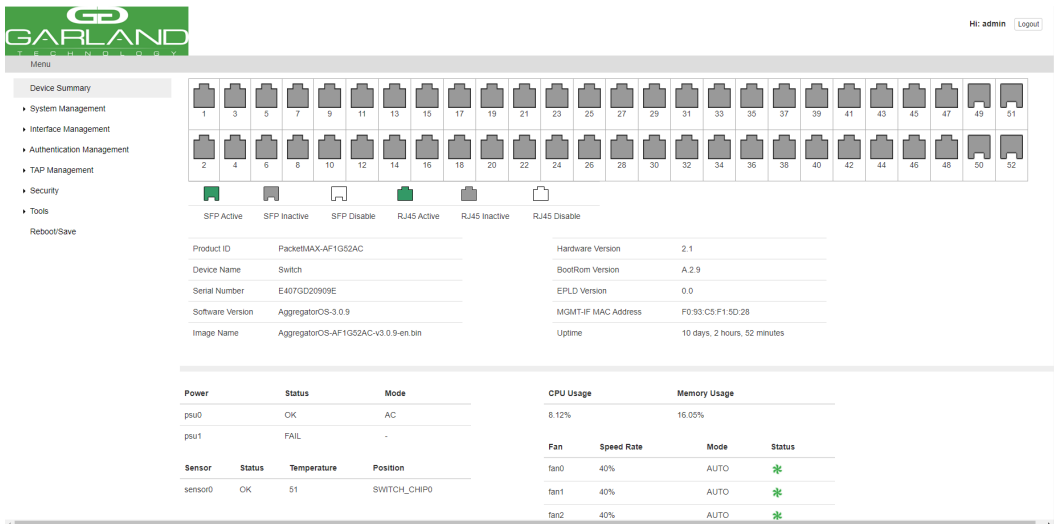 GARLAND
TECHNOLOGY
Hi: admin Logout
Menu
Device Summary
System Management
Interface Management
Authentication Management
TAP Management
Security
Tools
Reboot/Save
1 3 5 7 9 11 13 15 17 19 21 23 25 27 29 31 33 35 37 39 41 43 45 47 49 51
2 4 6 8 10 12 14 16 18 20 22 24 26 28 30 32 34 36 38 40 42 44 46 48 50 52
SFP Active SFP Inactive SFP Disable RJ45 Active RJ45 Inactive RJ45 Disable
Product ID PacketMAX-AF1G52AC
Device Name Switch
Serial Number E407GD20909E
Software Version AggregatorOS-3.0.9
Image Name AggregatorOS-AF1G52AC-v3.0.9-en.bin
Hardware Version 2.1
BootRom Version A.2.9
EPLD Version 0.0
MGMT-IF MAC Address F0:93:C5:F1:5D:28
Uptime 10 days, 2 hours, 52 minutes
Power Status Mode
psu0 OK AC
psu1 FAIL -
Sensor Status Temperature Position
sensor0 OK 51 SWITCH_CHIP0
CPU Usage Memory Usage
8.12% 16.05%
Fan Speed Rate Mode Status
fan0 40% AUTO
fan1 40% AUTO
fan2 40% AUTO